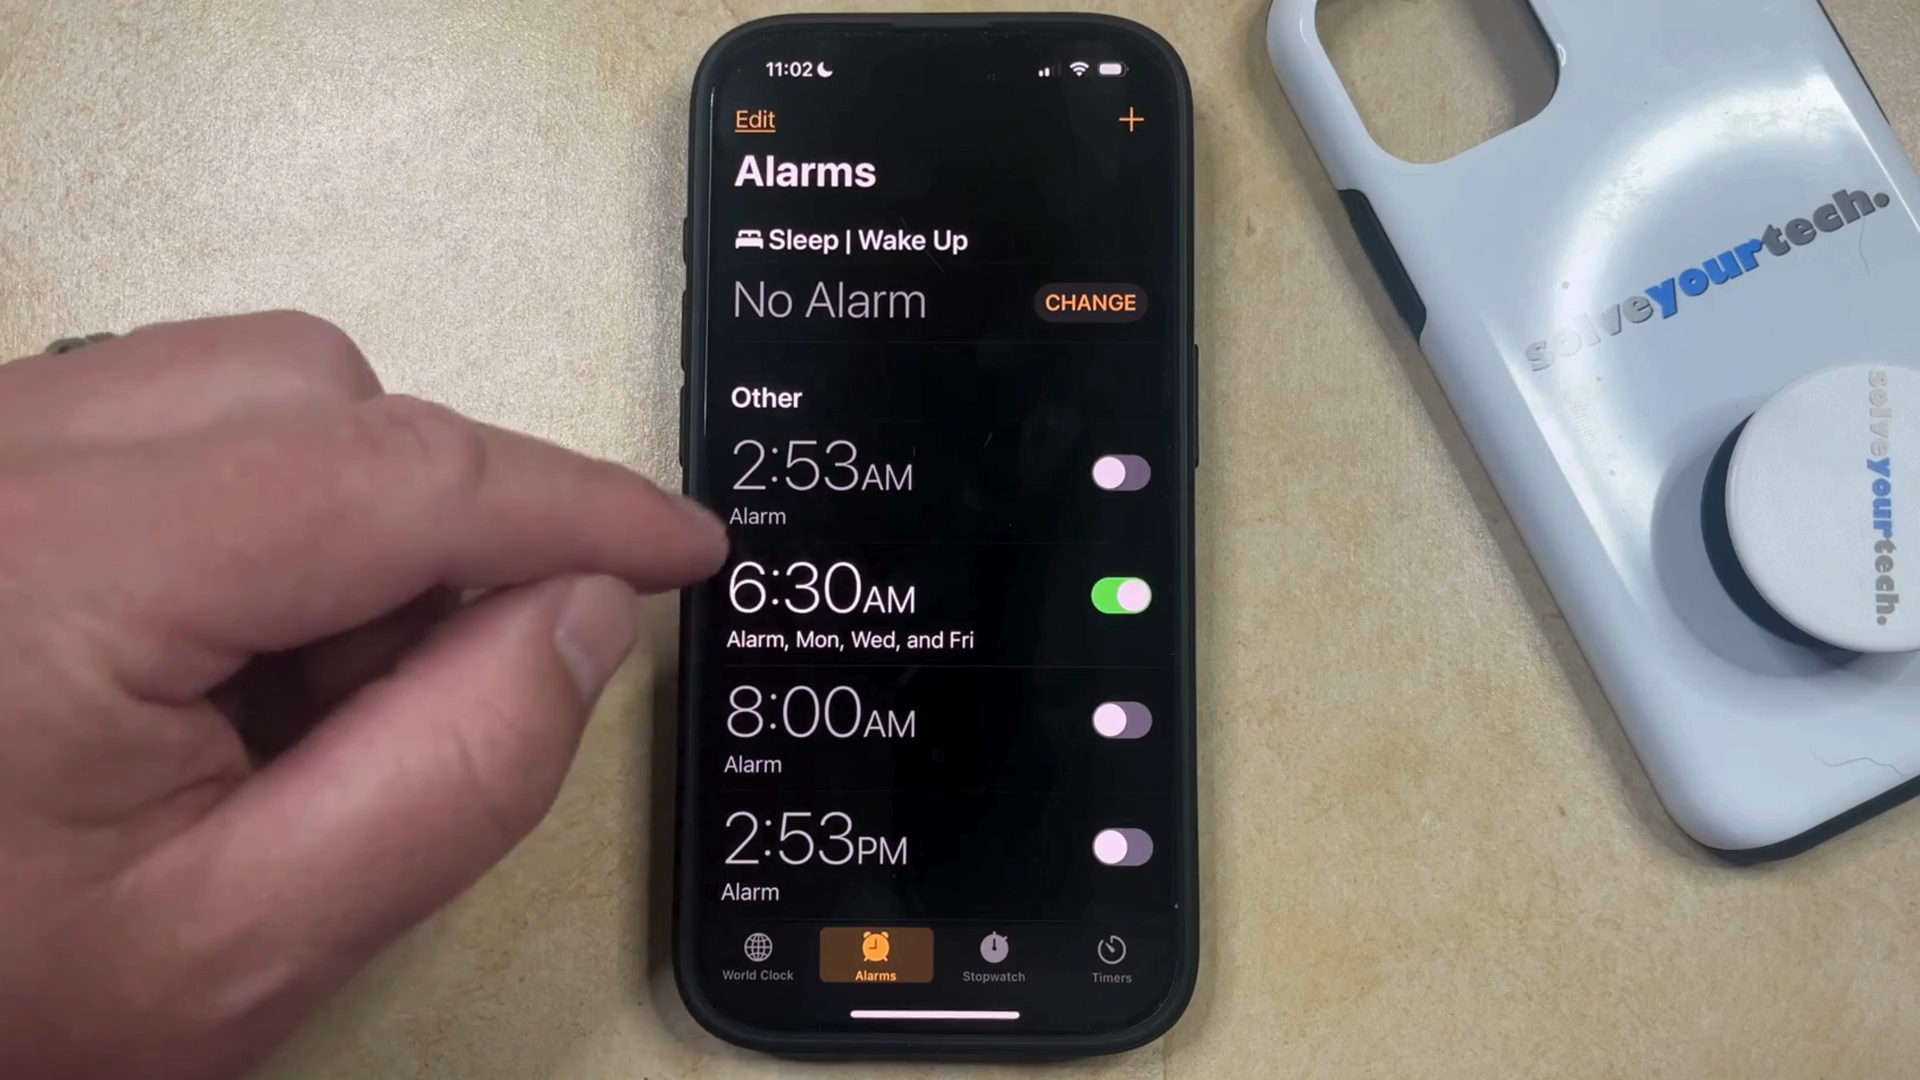 11:02
Edit
+
Alarms
Sleep | Wake Up
No Alarm
CHANGE
Other
2:53AM
Alarm
6:30AM
Alarm, Mon, Wed, and Fri
8:00AM
Alarm
2:53PM
Alarm
World Clock
Alarms
Stopwatch
Timers
solveyourtech.
solveyourtech.